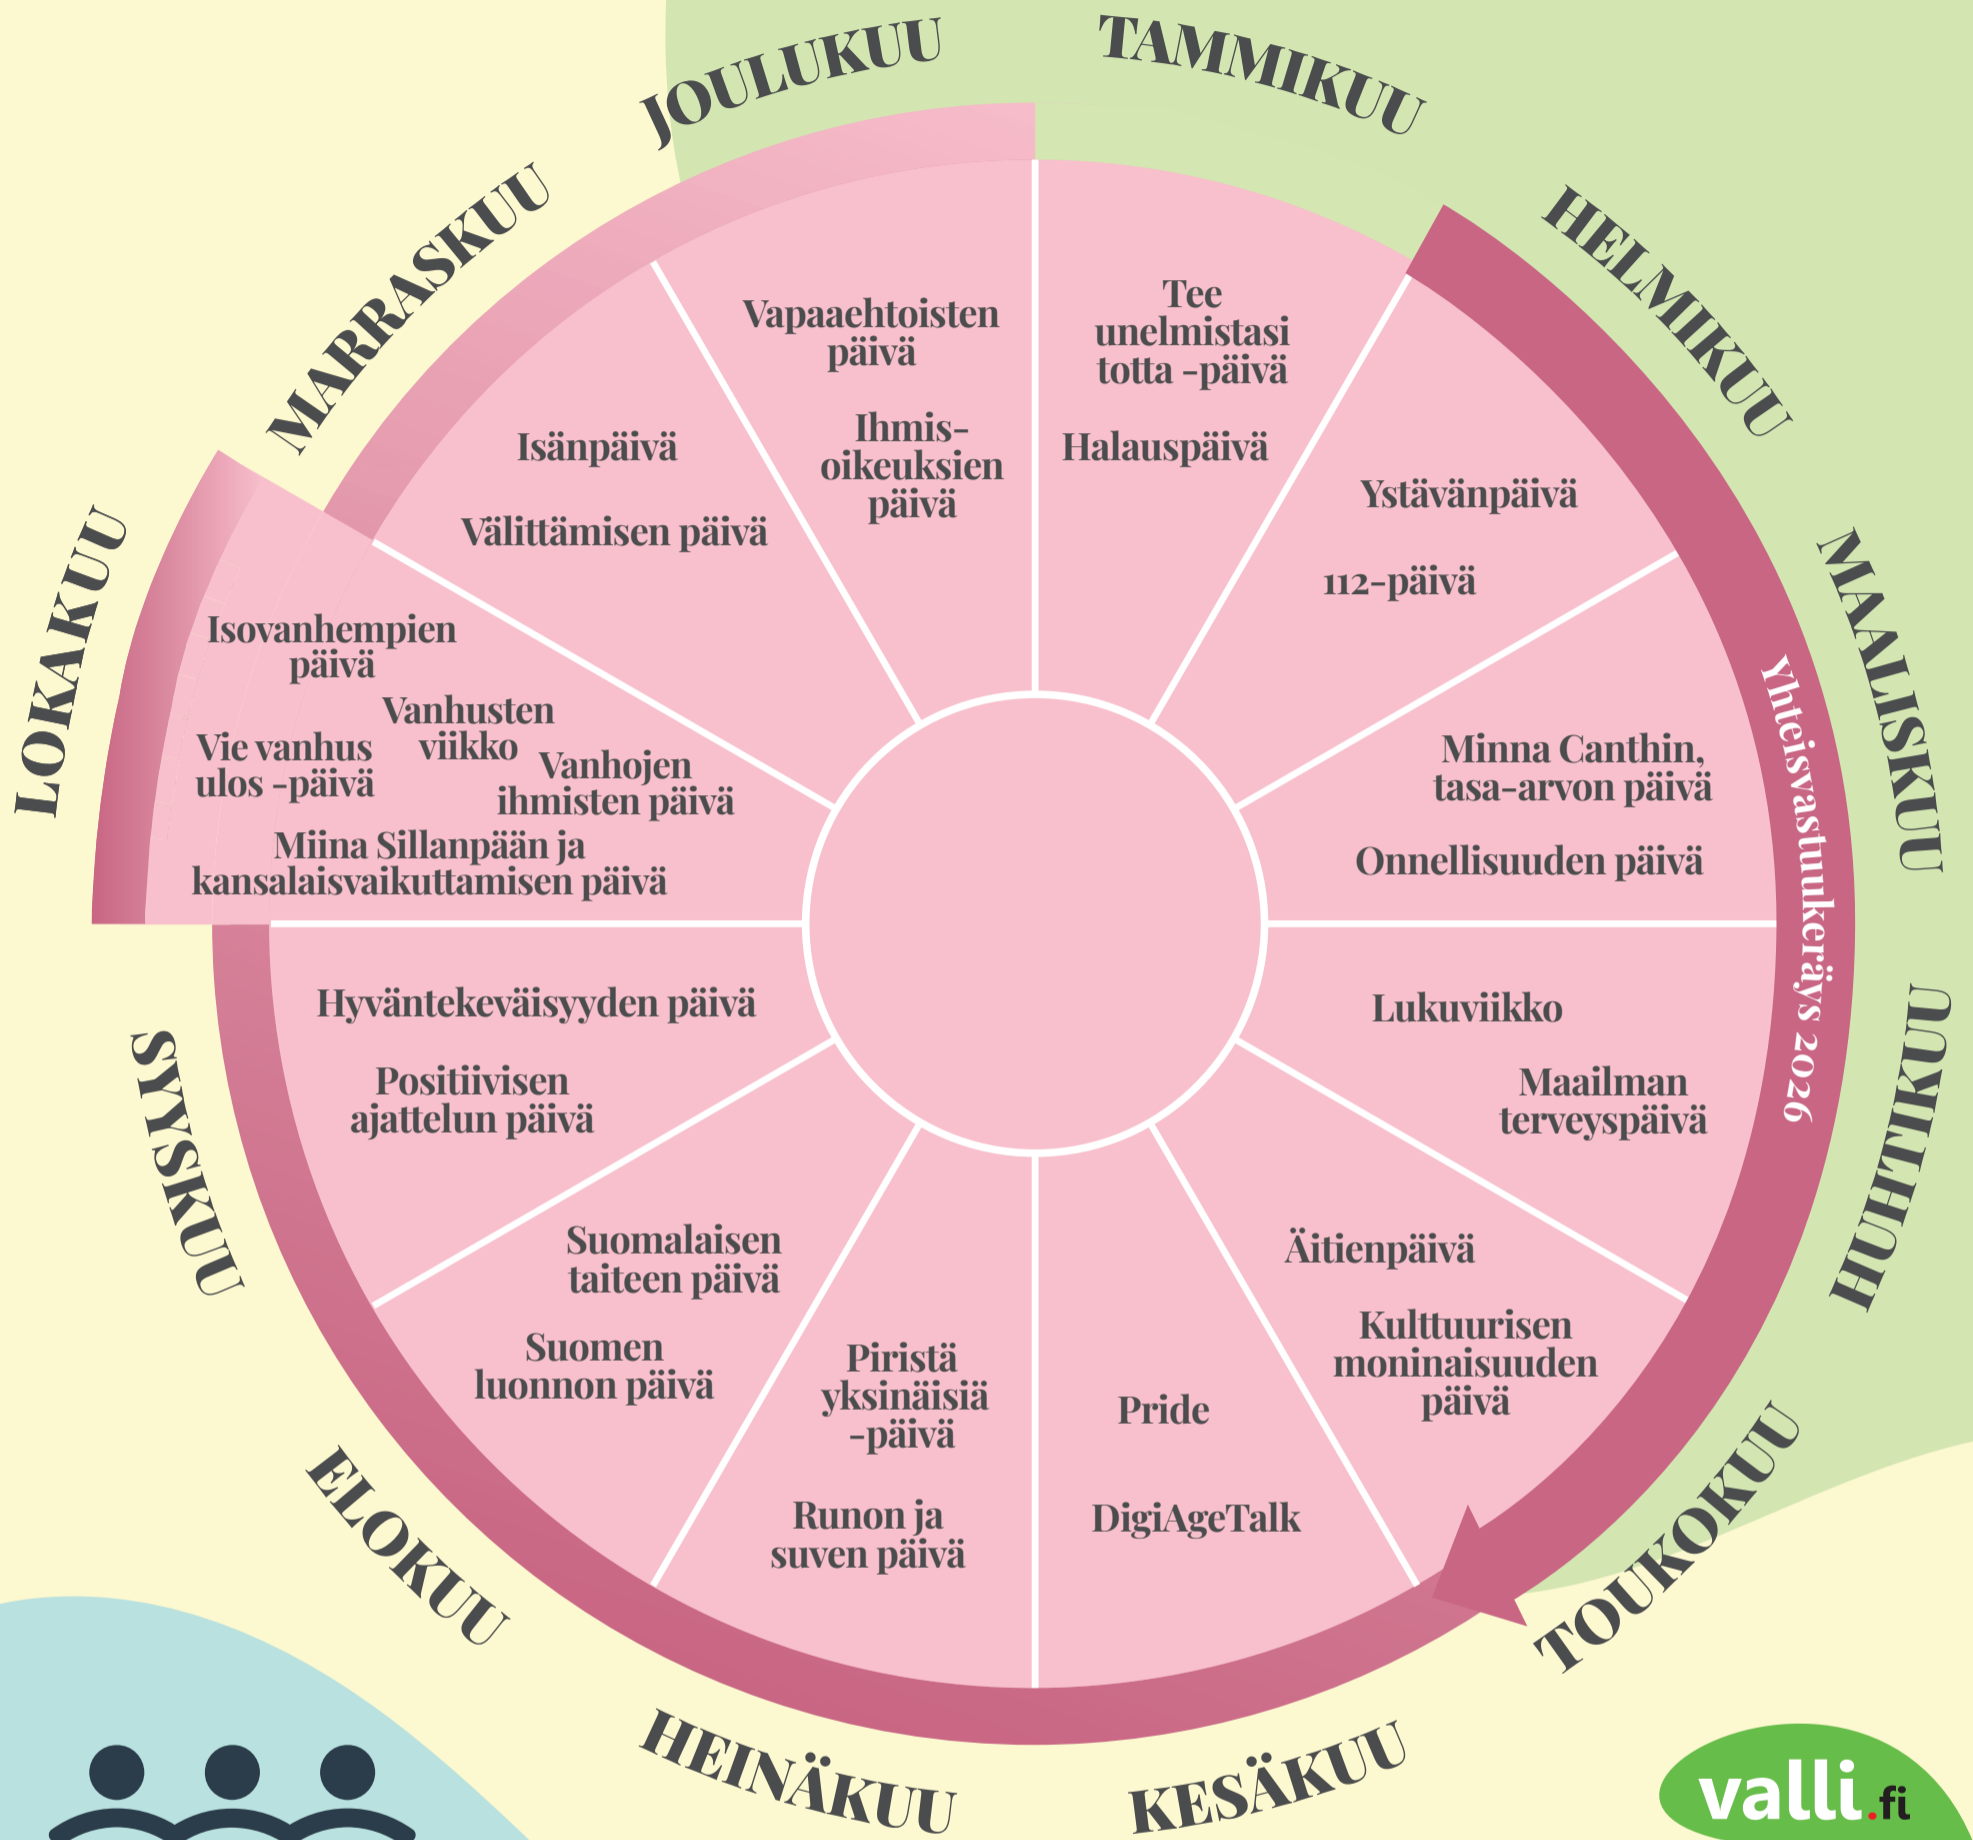 TAMMIKUU
Tee
unelmistasi
totta -päivä
Halauspäivä
HELMIKUU
Ystävänpäivä
112-päivä
MAALISKUU
Minna Canthin,
tasa-arvon päivä
Onnellisuuden päivä
Yhteisvastuukeräys 2026
HUHTIKUU
Lukuviikko
Maailman
terveyspäivä
TOUKOKUU
Äitienpäivä
Kulttuurisen
moninaisuuden
päivä
KESÄKUU
Pride
DigiAgeTalk
HEINÄKUU
Piristä
yksinäisiä
-päivä
Runon ja
suven päivä
ELOKUU
Suomalaisen
taiteen päivä
Suomen
luonnon päivä
SYYSKUU
Hyväntekeväisyyden päivä
Positiivisen
ajattelun päivä
LOKAKUU
Isovanhempien
päivä
Vanhusten
viikko
Vie vanhus
ulos -päivä
Vanhojen
ihmisten päivä
Miina Sillanpään ja
kansalaisvaikuttamisen päivä
MARRASKUU
Isänpäivä
Välittämisen päivä
JOULUKUU
Vapaaehtoisten
päivä
Ihmis-
oikeuksien
päivä
valli.fi